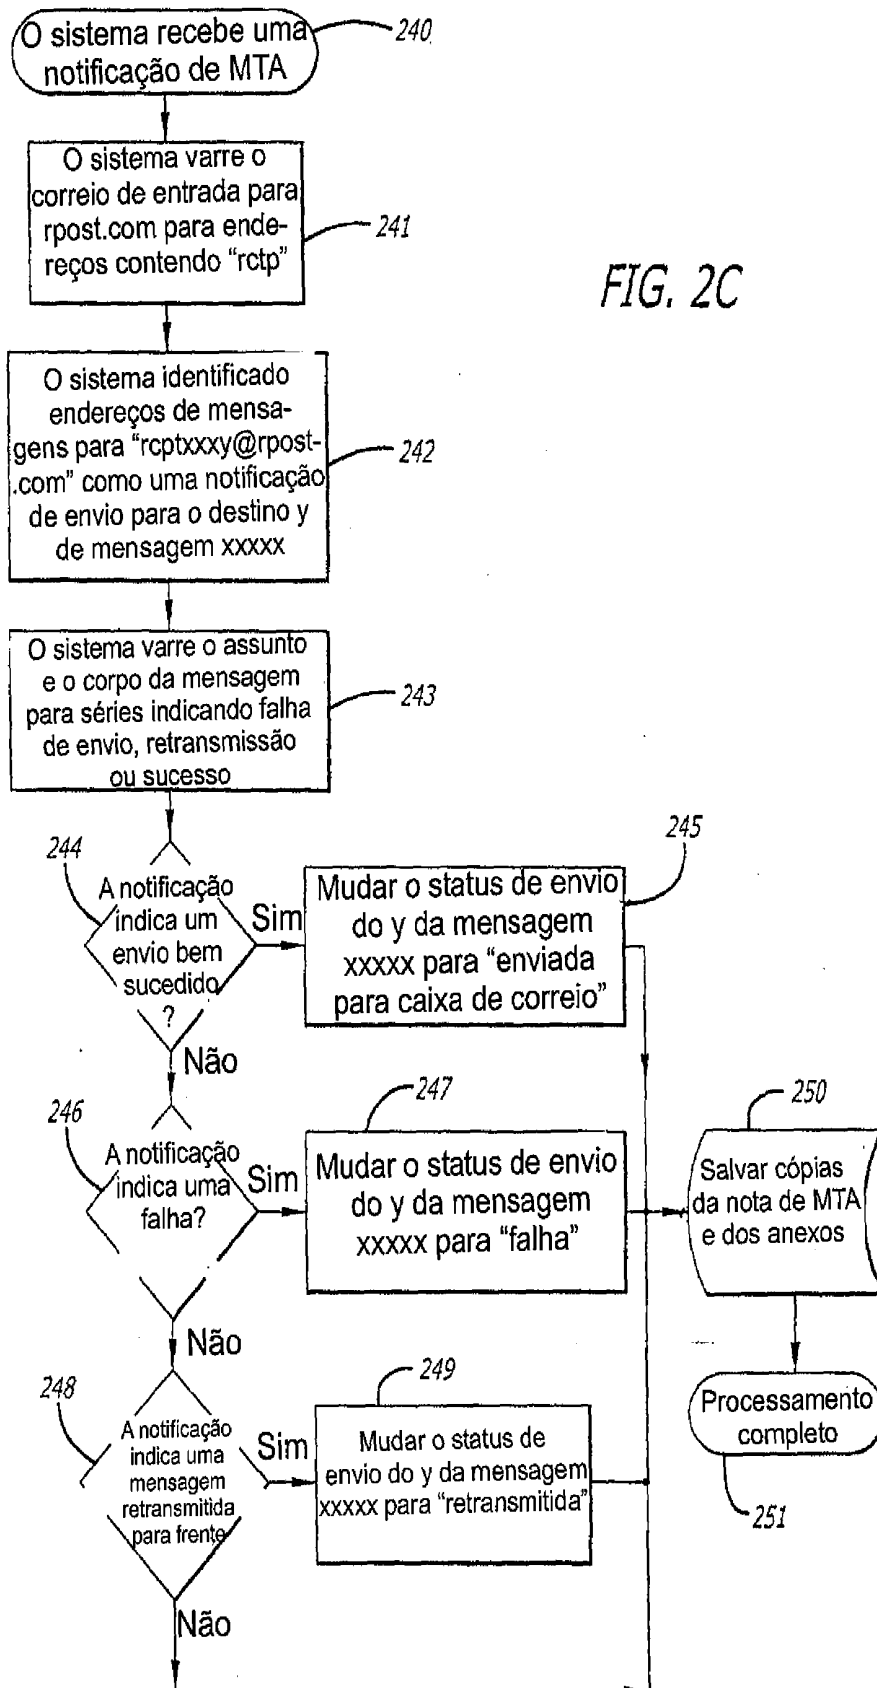 O sistema recebe uma
notificação de MTA
240
O sistema varre o
correio de entrada para
rpost.com para ende-
reços contendo “rctp”
241
FIG. 2C
O sistema identificado
endereços de mensa-
gens para “rcptxxxy@rpost-
.com” como uma notificação
de envio para o destino y
de mensagem xxxxx
242
O sistema varre o assunto
e o corpo da mensagem
para séries indicando falha
de envio, retransmissão
ou sucesso
243
244
A notificação
indica um
envio bem
sucedido
?
Sim
Não
245
Mudar o status de envio
do y da mensagem
xxxxx para “enviada
para caixa de correio”
246
A notificação
indica uma
falha?
Sim
Não
247
Mudar o status de envio
do y da mensagem
xxxxx para “falha”
250
Salvar cópias
da nota de MTA
e dos anexos
248
A notificação
indica uma
mensagem
retransmitida
para frente
Sim
Não
249
Mudar o status de
envio do y da mensagem
xxxxx para “retransmitida”
Processamento
completo
251